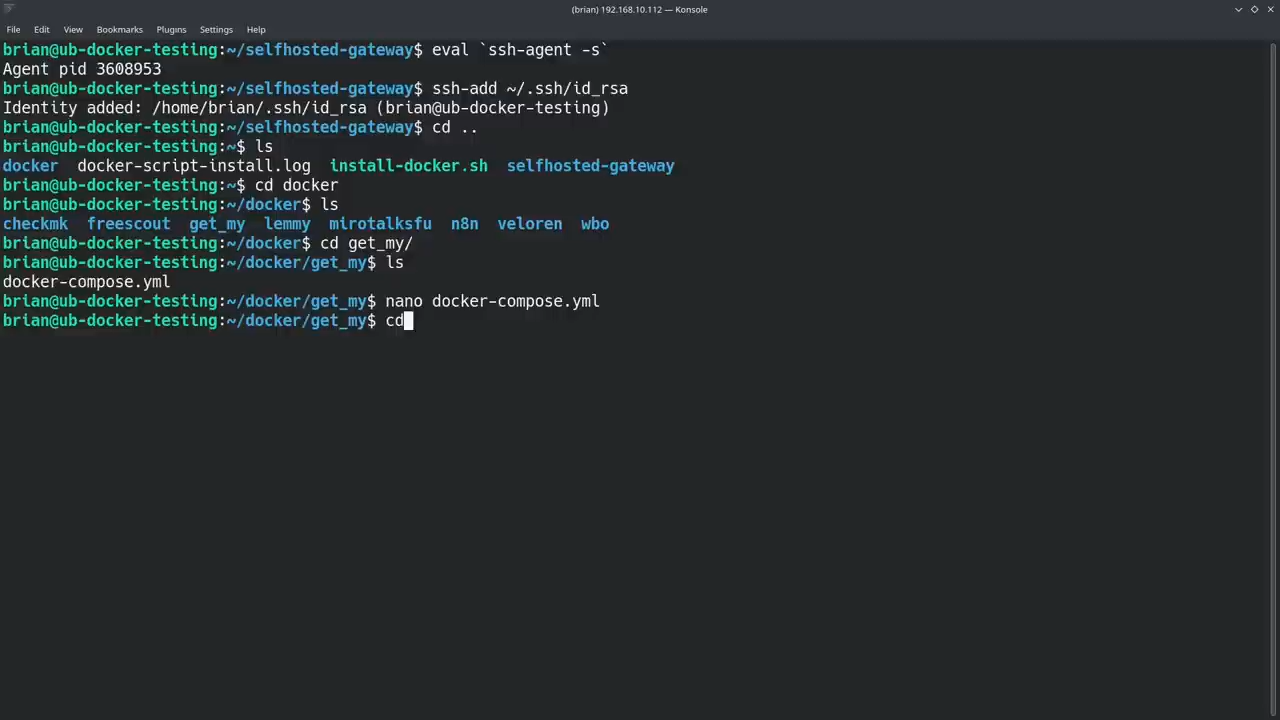 (brian) 192.168.10.112 — Konsole
File Edit View Bookmarks Plugins Settings Help
brian@ub-docker-testing:~/selfhosted-gateway$ eval `ssh-agent -s`
Agent pid 3608953
brian@ub-docker-testing:~/selfhosted-gateway$ ssh-add ~/.ssh/id_rsa
Identity added: /home/brian/.ssh/id_rsa (brian@ub-docker-testing)
brian@ub-docker-testing:~/selfhosted-gateway$ cd ..
brian@ub-docker-testing:~$ ls
docker docker-script-install.log install-docker.sh selfhosted-gateway
brian@ub-docker-testing:~$ cd docker
brian@ub-docker-testing:~/docker$ ls
checkmk freescout get_my lemmy mirotalksfu n8n veloren wbo
brian@ub-docker-testing:~/docker$ cd get_my/
brian@ub-docker-testing:~/docker/get_my$ ls
docker-compose.yml
brian@ub-docker-testing:~/docker/get_my$ nano docker-compose.yml
brian@ub-docker-testing:~/docker/get_my$ cd